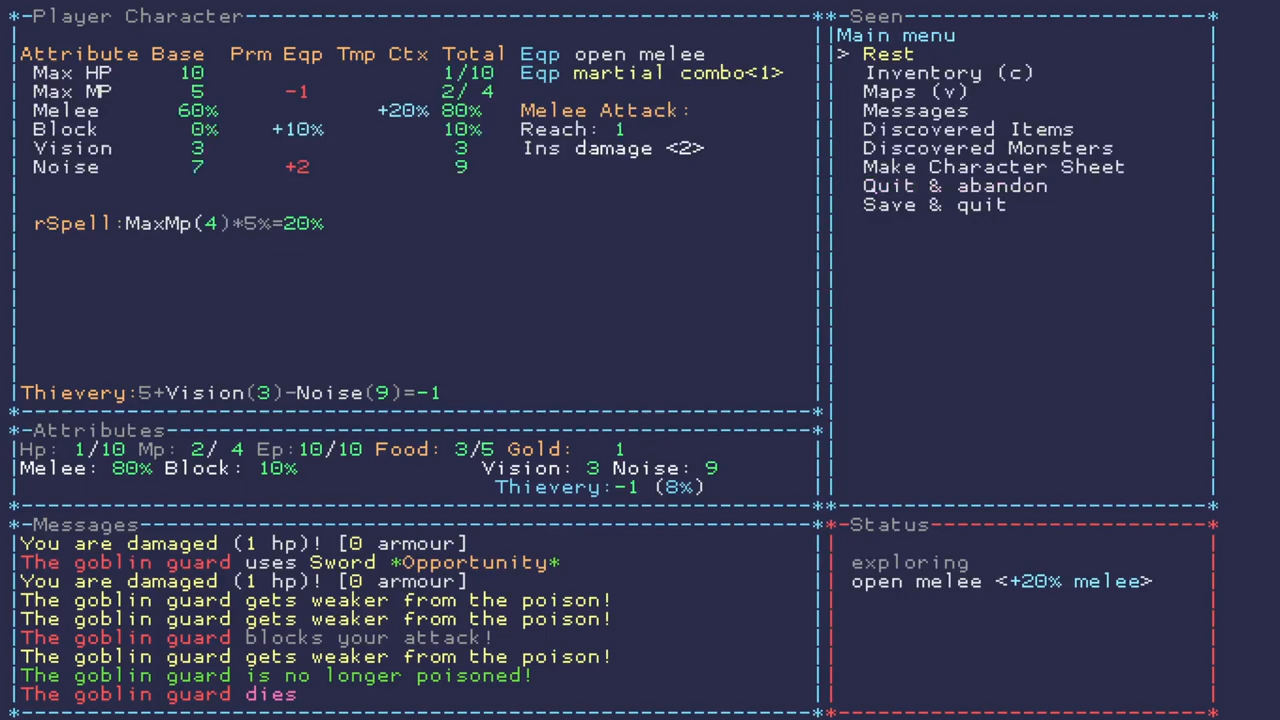 Player Character
Attribute Base Prm Eqp Tmp Ctx Total
Max HP 10 1/10
Max MP 5 -1 2/ 4
Melee 60% +20% 80%
Block 0% +10% 10%
Vision 3 3
Noise 7 +2 9
Eqp open melee
Eqp martial combo<1>
Melee Attack:
Reach: 1
Ins damage <2>
rSpell:MaxMp(4)*5%=20%
Thievery:5+Vision(3)-Noise(9)=-1
Seen
Main menu
> Rest
Inventory (c)
Maps (v)
Messages
Discovered Items
Discovered Monsters
Make Character Sheet
Quit & abandon
Save & quit
Attributes
Hp: 1/10 Mp: 2/ 4 Ep:10/10 Food: 3/5 Gold: 1
Melee: 80% Block: 10% Vision: 3 Noise: 9
Thievery:-1 (8%)
Messages
You are damaged (1 hp)! [0 armour]
The goblin guard uses Sword *Opportunity*
You are damaged (1 hp)! [0 armour]
The goblin guard gets weaker from the poison!
The goblin guard gets weaker from the poison!
The goblin guard blocks your attack!
The goblin guard gets weaker from the poison!
The goblin guard is no longer poisoned!
The goblin guard dies
Status
exploring
open melee <+20% melee>